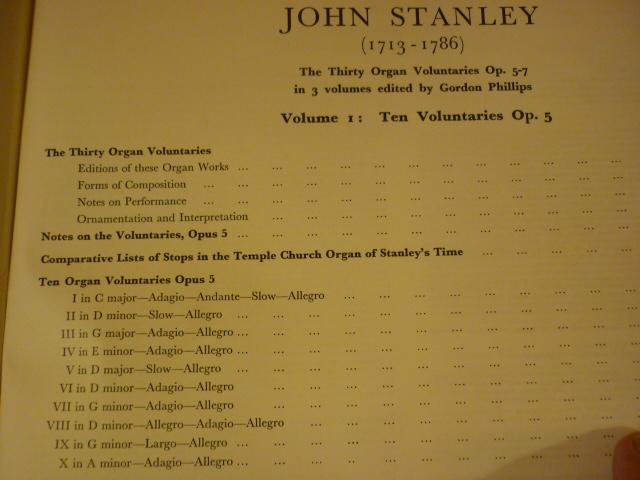 JOHN STANLEY
(1713-1786)
The Thirty Organ Voluntaries Op. 5-7
in 3 volumes edited by Gordon Phillips
Volume 1: Ten Voluntaries Op. 5
The Thirty Organ Voluntaries
Editions of these Organ Works ... ... ... ... ... ... ... ... ... ... ... ...
Forms of Composition ... ... ... ... ... ... ... ... ... ... ... ... ...
Notes on Performance ... ... ... ... ... ... ... ... ... ... ... ... ...
Ornamentation and Interpretation ... ... ... ... ... ... ... ... ... ... ...
Notes on the Voluntaries, Opus 5 ... ... ... ... ... ... ... ... ... ... ... ...
Comparative Lists of Stops in the Temple Church Organ of Stanley's Time ... ... ... ... ...
Ten Organ Voluntaries Opus 5
I in C major—Adagio—Andante—Slow—Allegro ... ... ... ... ... ... ... ... ...
II in D minor—Slow—Allegro ... ... ... ... ... ... ... ... ... ... ... ...
III in G major—Adagio—Allegro ... ... ... ... ... ... ... ... ... ... ... ...
IV in E minor—Adagio—Allegro ... ... ... ... ... ... ... ... ... ... ... ...
V in D major—Slow—Allegro ... ... ... ... ... ... ... ... ... ... ... ...
VI in D minor—Adagio—Allegro ... ... ... ... ... ... ... ... ... ... ...
VII in G minor—Adagio—Allegro ... ... ... ... ... ... ... ... ... ... ...
VIII in D minor—Allegro—Adagio—Allegro ... ... ... ... ... ... ... ... ... ...
IX in G minor—Largo—Allegro ... ... ... ... ... ... ... ... ... ... ...
X in A minor—Adagio—Allegro ... ... ... ... ... ... ... ... ... ... ...